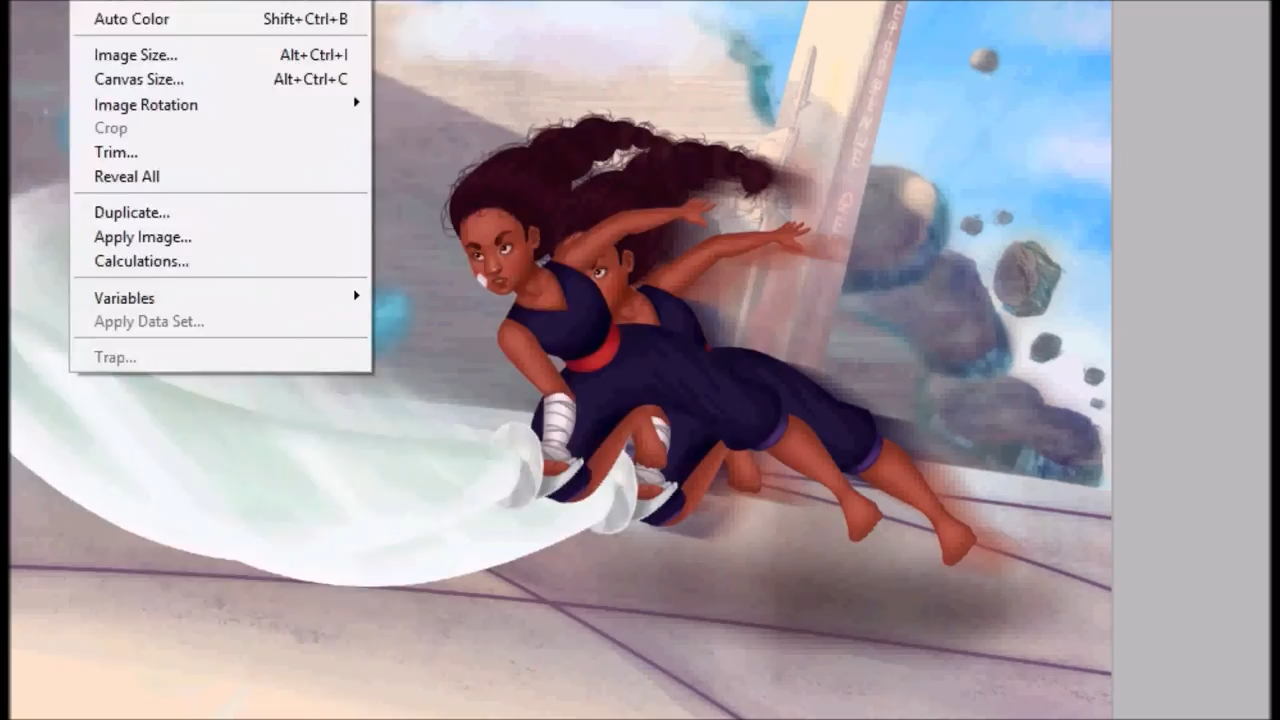 Auto Color Shift+Ctrl+B
Image Size... Alt+Ctrl+I
Canvas Size... Alt+Ctrl+C
Image Rotation
Crop
Trim...
Reveal All
Duplicate...
Apply Image...
Calculations...
Variables
Apply Data Set...
Trap...